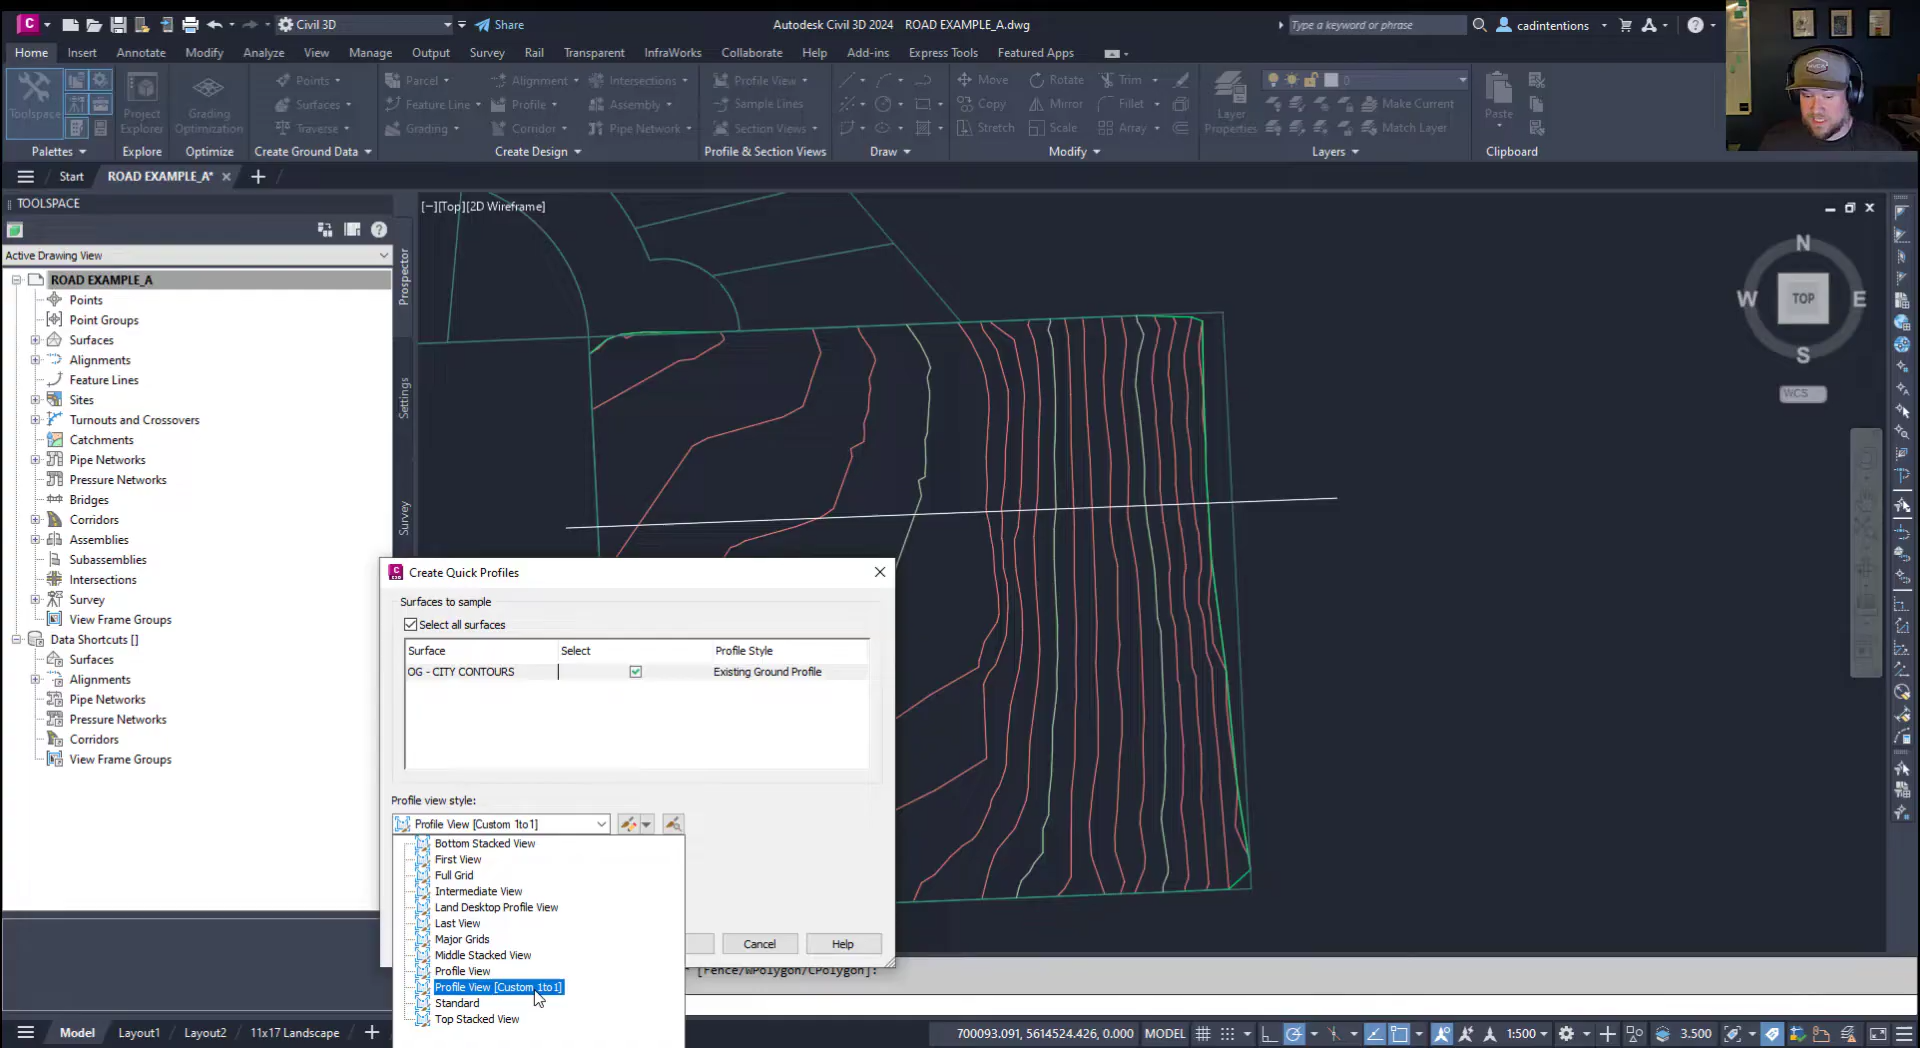 C Civil 3D Share Autodesk Civil 3D 2024 ROAD EXAMPLE_A.dwg Type a keyword or phrase cadintentions
Home Insert Annotate Modify Analyze View Manage Output Survey Rail Transparent InfraWorks Collaborate Help Add-ins Express Tools Featured Apps
Points Parcel Alignment Intersections Profile View Move Rotate Trim 0
Surfaces Feature Line Profile Assembly Sample Lines Copy Mirror Fillet Make Current
Toolspace Project Explorer Grading Optimization Traverse Grading Corridor Pipe Network Section Views Stretch Scale Array Layer Properties Match Layer Paste
Palettes Explore Optimize Create Ground Data Create Design Profile & Section Views Draw Modify Layers Clipboard
Start ROAD EXAMPLE_A*
TOOLSPACE
[−][Top][2D Wireframe]
Active Drawing View
ROAD EXAMPLE_A
Points
Point Groups
Surfaces
Alignments
Feature Lines
Sites
Turnouts and Crossovers
Catchments
Pipe Networks
Pressure Networks
Bridges
Corridors
Assemblies
Subassemblies
Intersections
Survey
View Frame Groups
Data Shortcuts []
Surfaces
Alignments
Pipe Networks
Pressure Networks
Corridors
View Frame Groups
Prospector
Settings
Survey
N
W TOP E
S
WCS
Create Quick Profiles
Surfaces to sample
Select all surfaces
Surface Select Profile Style
OG - CITY CONTOURS Existing Ground Profile
Profile view style:
Profile View [Custom 1to1]
Bottom Stacked View
First View
Full Grid
Intermediate View
Land Desktop Profile View
Last View
Major Grids
Middle Stacked View
Profile View
Profile View [Custom 1to1]
Standard
Top Stacked View
Cancel Help
[Fence/WPolygon/CPolygon]:
Model Layout1 Layout2 11x17 Landscape 700093.091, 5614524.426, 0.000 MODEL 1:500 3.500